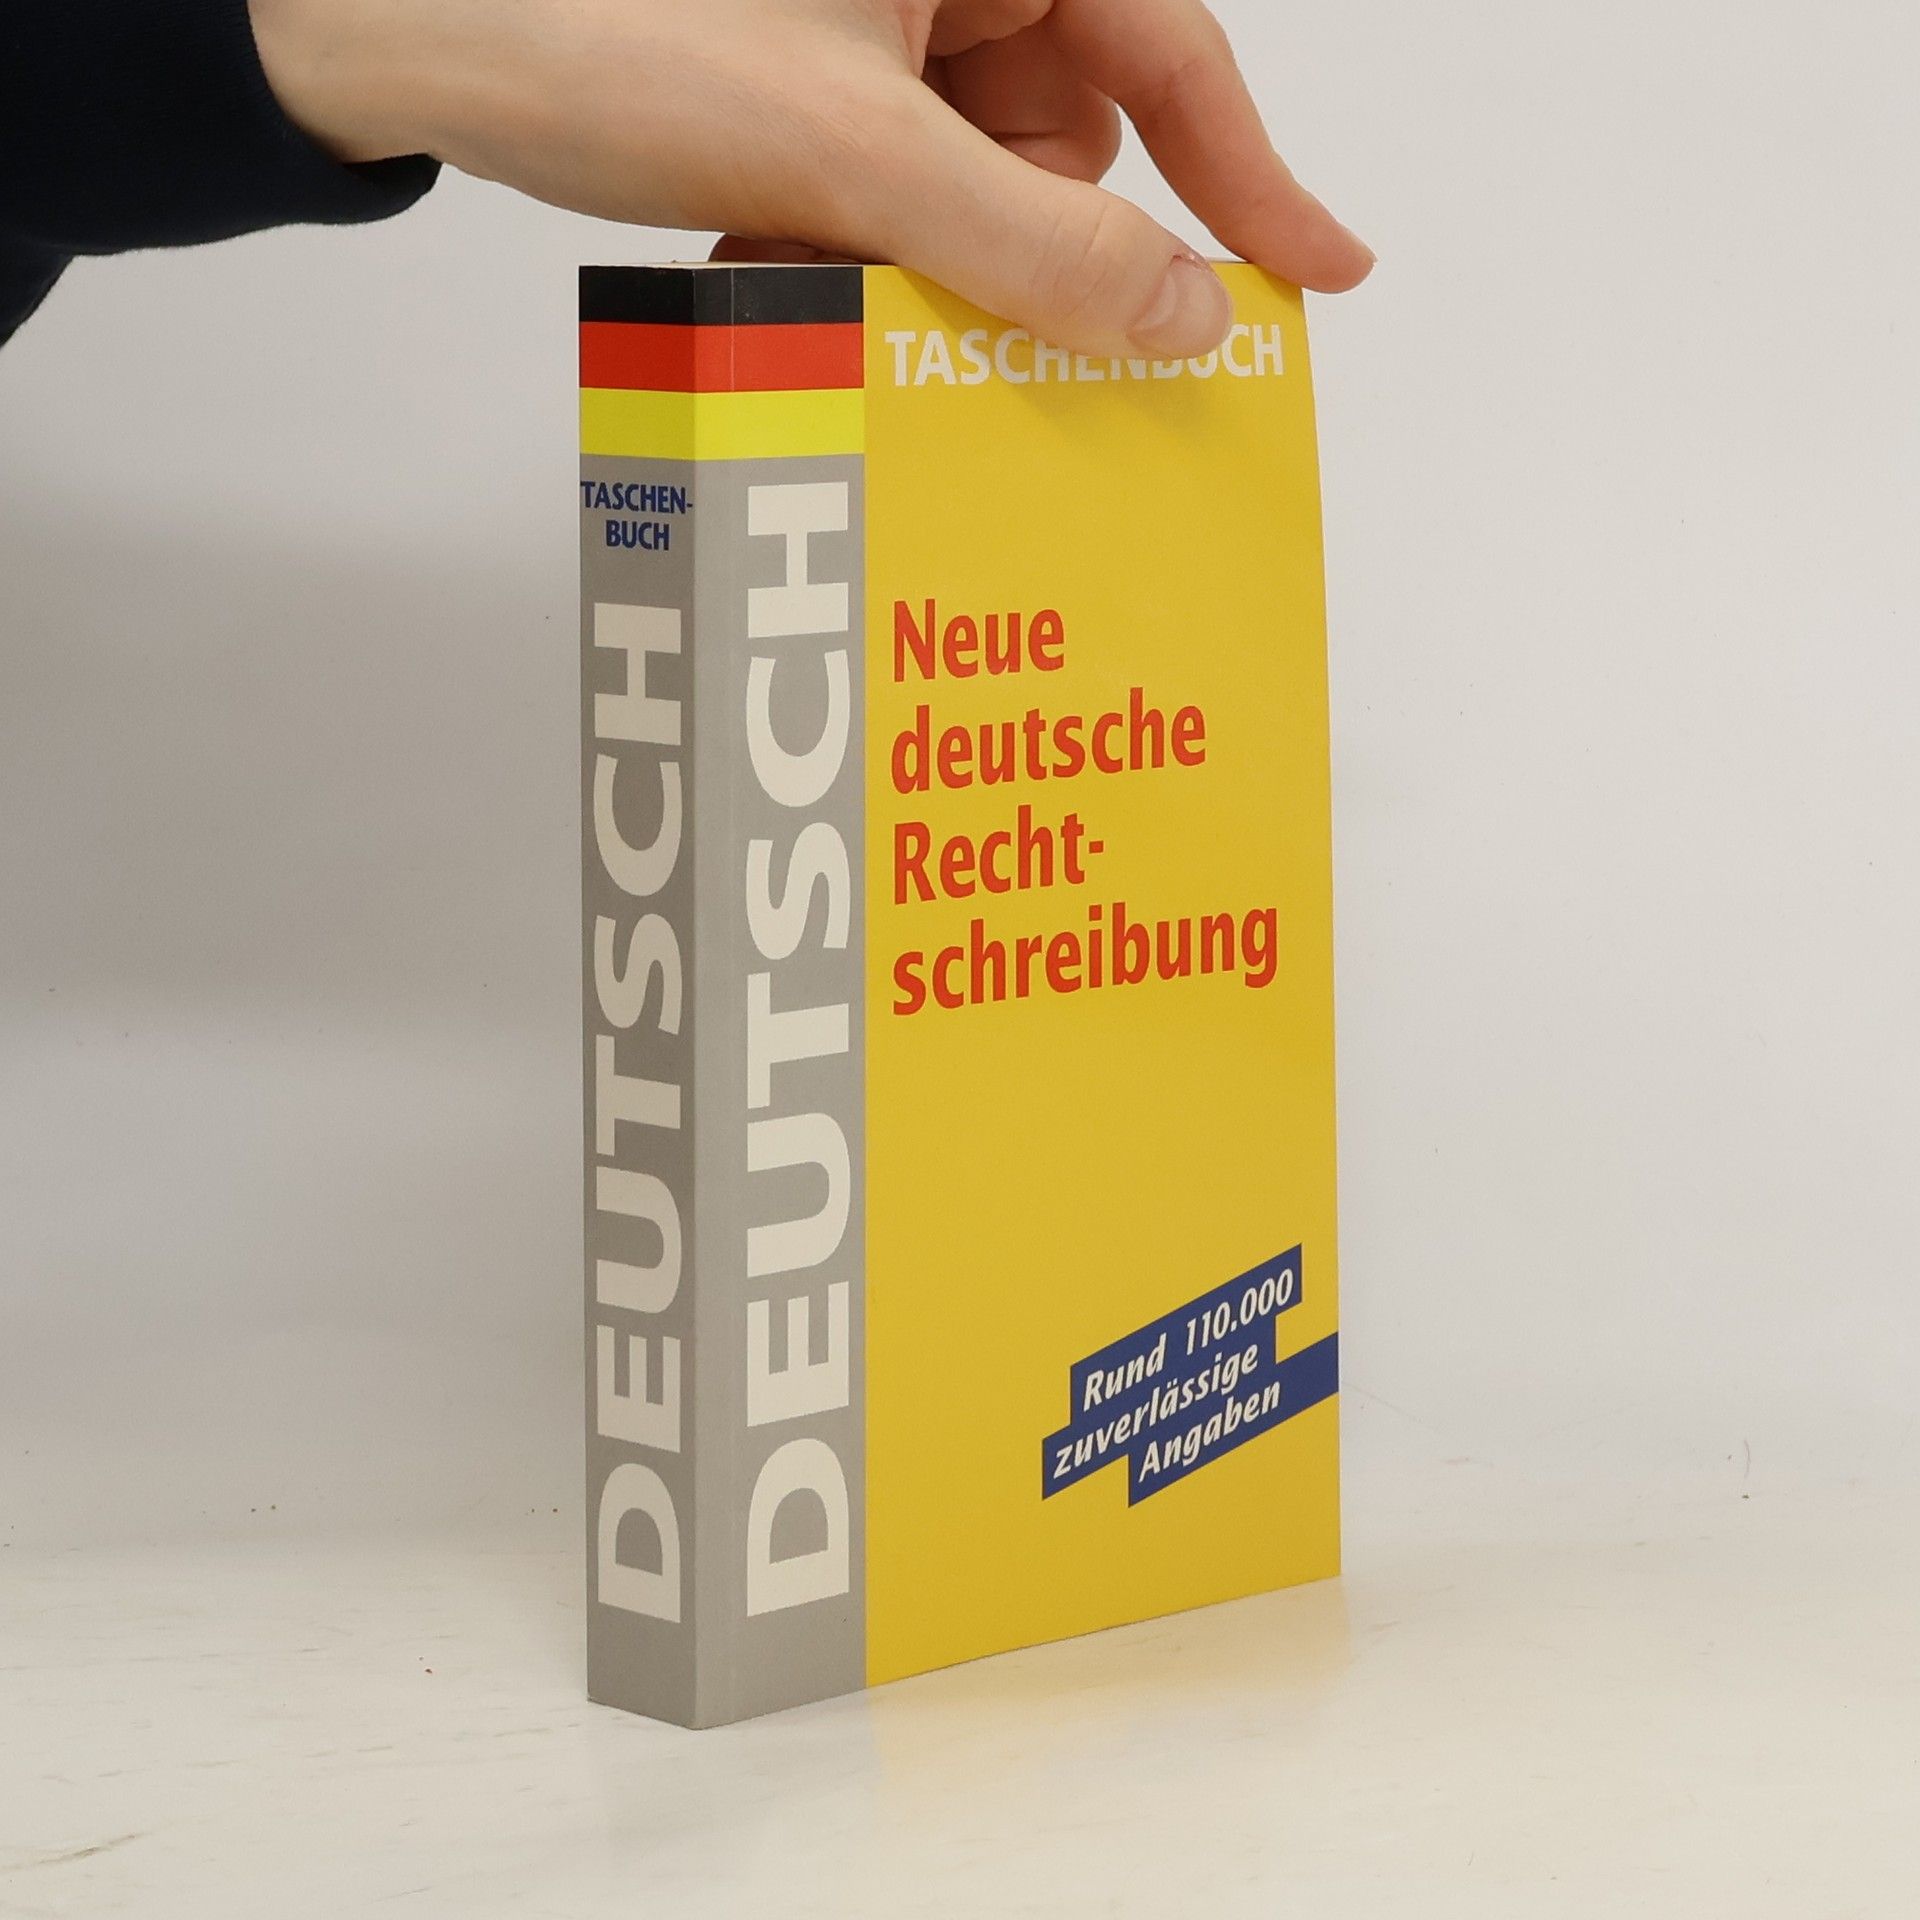 TASCHEN-
BUCH
DEUTSCH
DEUTSCH
TASCHENBUCH
Neue
deutsche
Recht-
schreibung
Rund 110.000
zuverlässige
Angaben